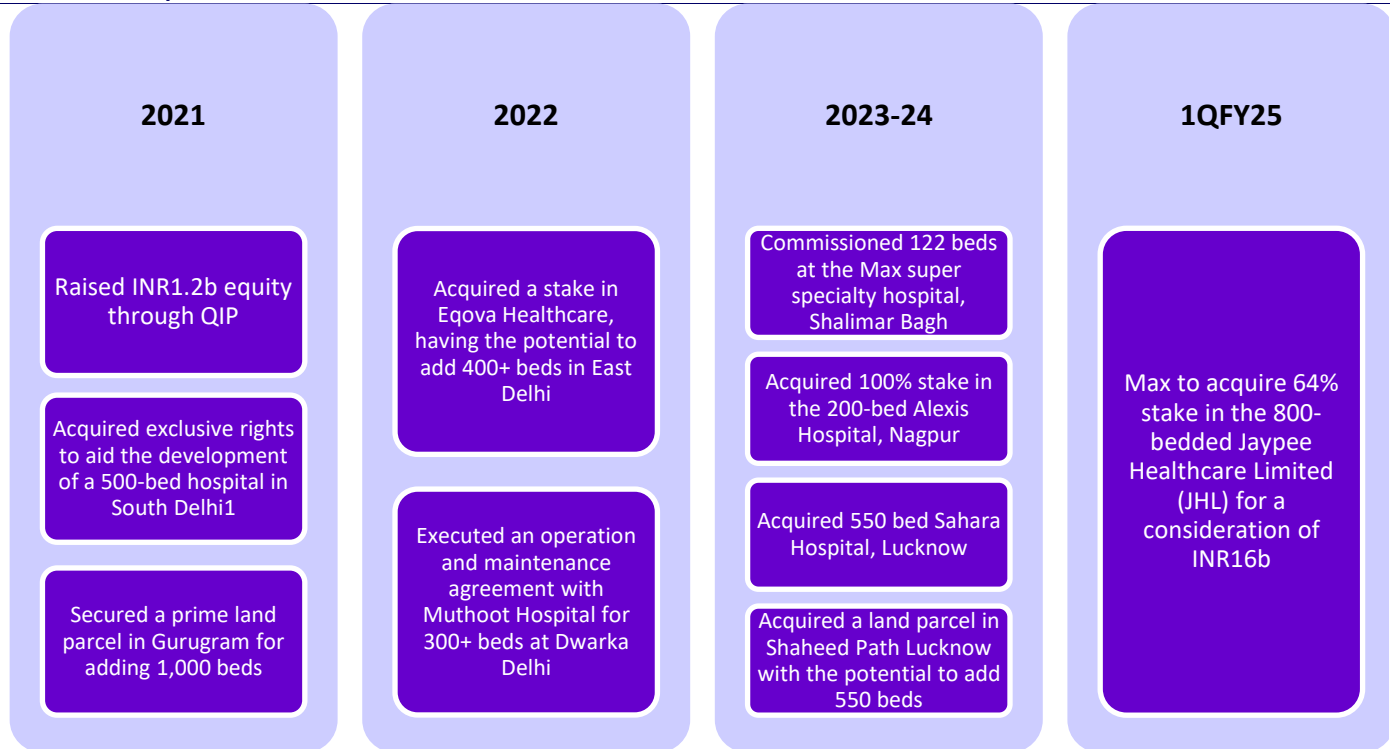 2021
Raised INR1.2b equity
through QIP
Acquired exclusive rights
to aid the development
of a 500-bed hospital in
South Delhi1
Secured a prime land
parcel in Gurugram for
adding 1,000 beds
2022
Acquired a stake in
Eqova Healthcare,
having the potential to
add 400+ beds in East
Delhi
Executed an operation
and maintenance
agreement with
Muthoot Hospital for
300+ beds at Dwarka
Delhi
2023-24
Commissioned 122 beds
at the Max super
specialty hospital,
Shalimar Bagh
Acquired 100% stake in
the 200-bed Alexis
Hospital, Nagpur
Acquired 550 bed Sahara
Hospital, Lucknow
Acquired a land parcel in
Shaheed Path Lucknow
with the potential to add
550 beds
1QFY25
Max to acquire 64%
stake in the 800-
bedded Jaypee
Healthcare Limited
(JHL) for a
consideration of
INR16b